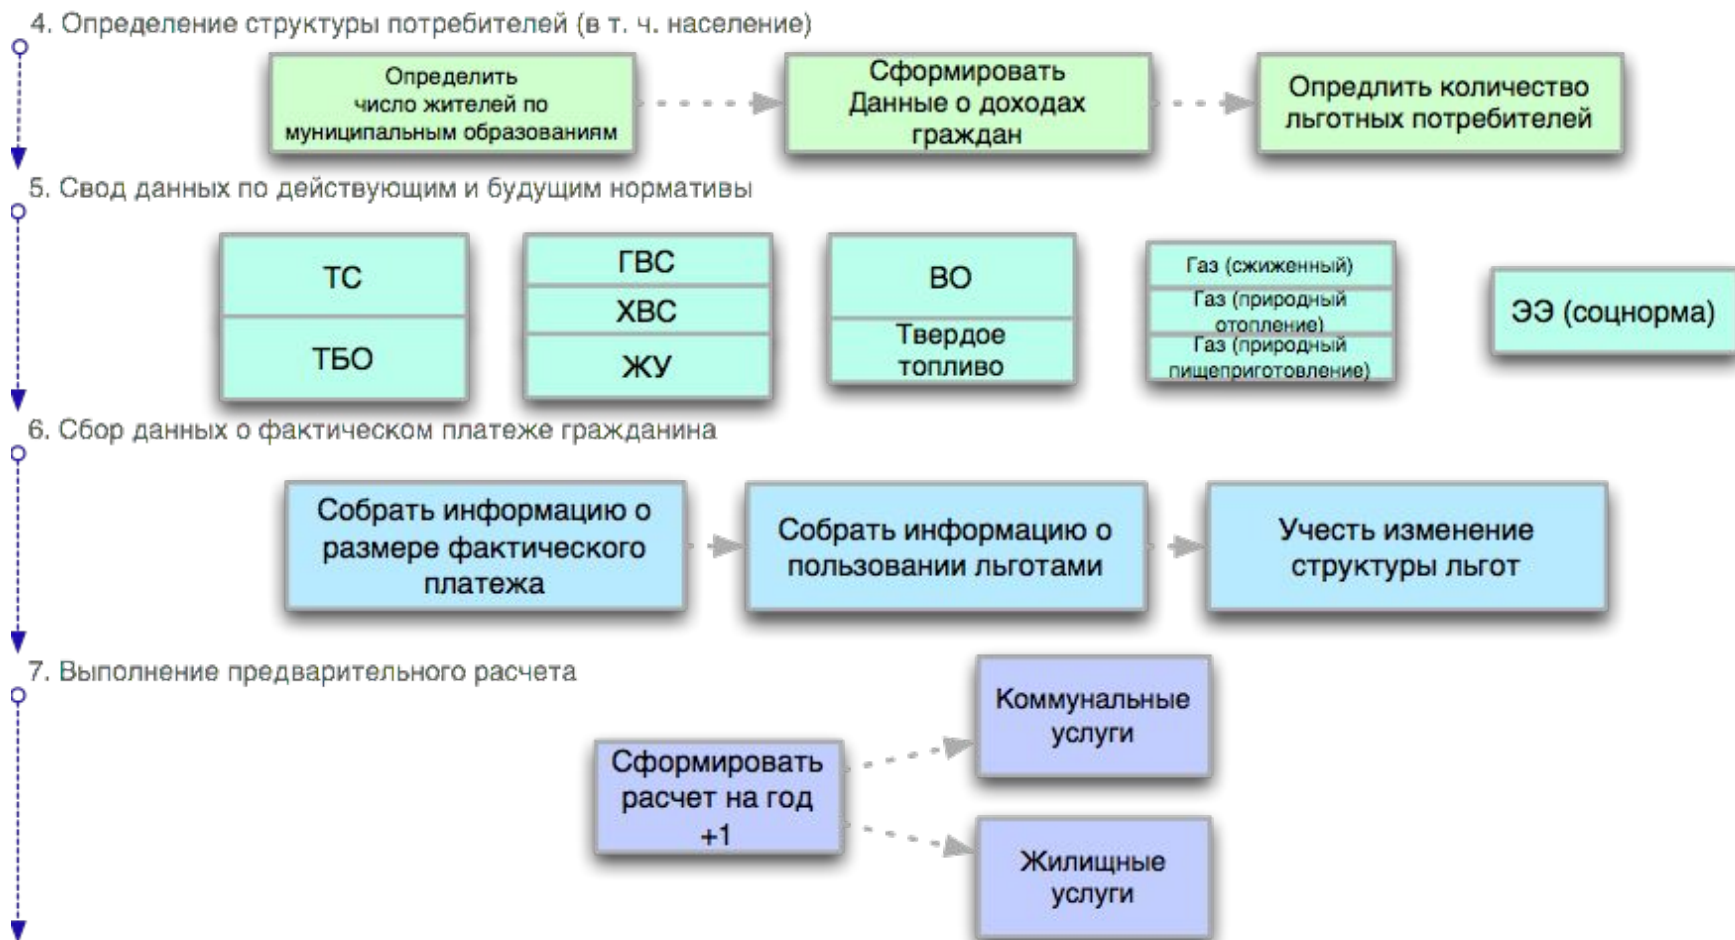 4. Определение структуры потребителей (в т. ч. население)
Определить
число жителей по
муниципальным образованиям
Сформировать
Данные о доходах
граждан
Опредлить количество
льготных потребителей
5. Свод данных по действующим и будущим нормативы
ТС
ТБО
ГВС
ХВС
ЖУ
ВО
Твердое
топливо
Газ (сжиженный)
Газ (природный
отопление)
Газ (природный
пищеприготовление)
ЭЭ (соцнорма)
6. Сбор данных о фактическом платеже гражданина
Собрать информацию о
размере фактического
платежа
Собрать информацию о
пользовании льготами
Учесть изменение
структуры льгот
7. Выполнение предварительного расчета
Сформировать
расчет на год
+1
Коммунальные
услуги
Жилищные
услуги